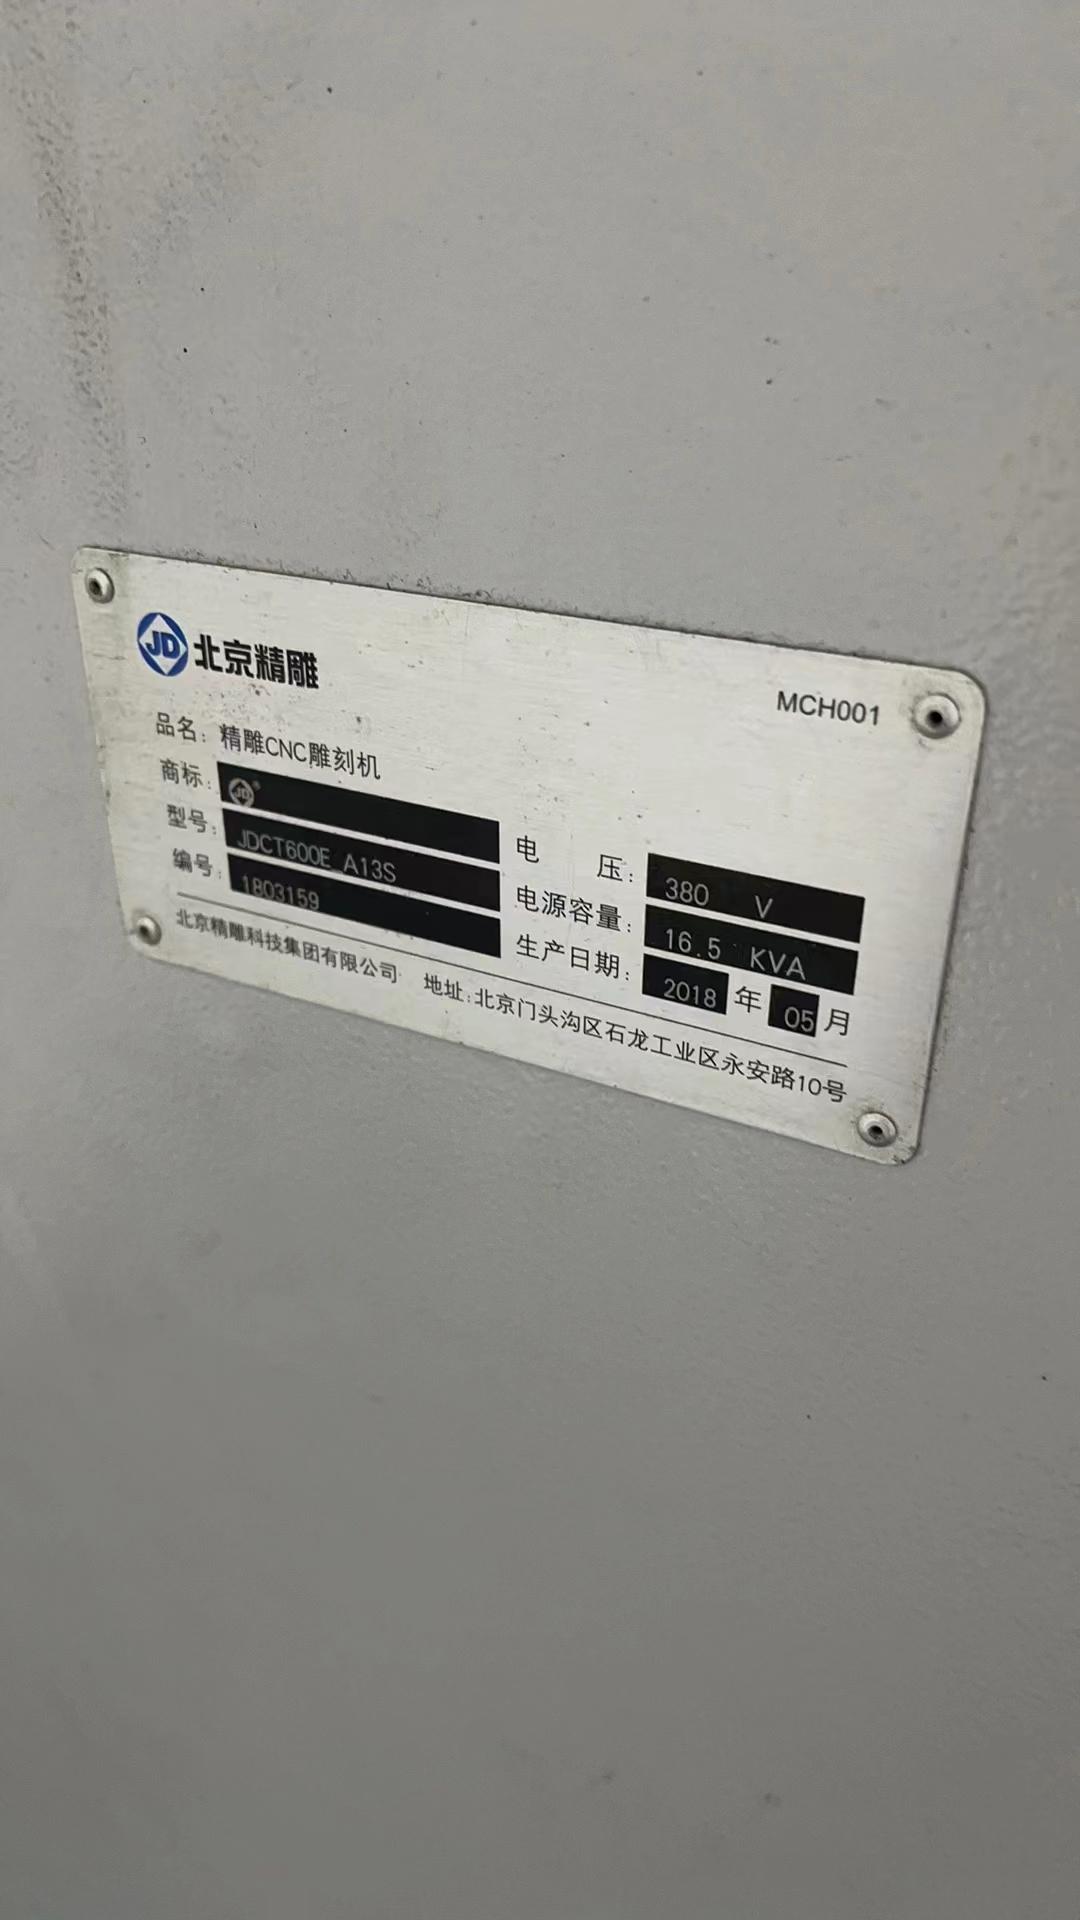 JD 北京精雕
MCH001
品名: 精雕CNC雕刻机
商标: JD®
型号: JDCT600E_A13S
编号: 1803159
电 压: 380 V
电源容量: 16.5 KVA
生产日期: 2018 年 05 月
北京精雕科技集团有限公司 地址:北京门头沟区石龙工业区永安路10号